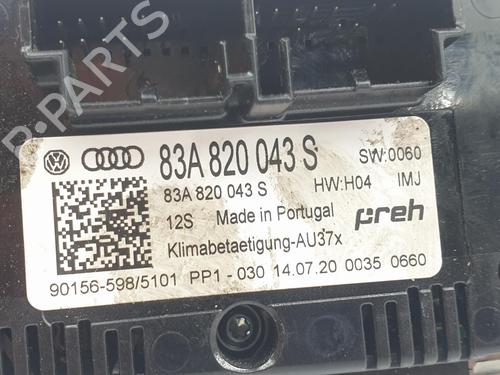 B-PARTS
83A 820 043 S SW:0060
83A 820 043 S HW:H04 IMJ
12S Made in Portugal preh
Klimabetaetigung-AU37x
90156-598/5101 PP1-030 14.07.20 0035 0660